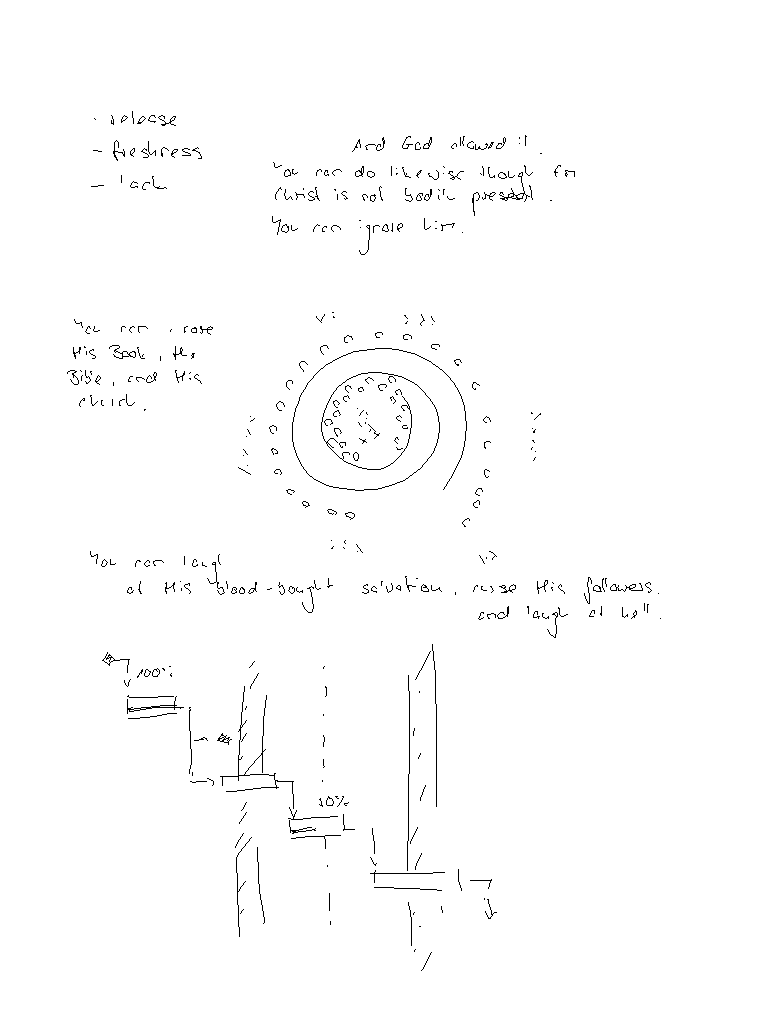 · release
- freshness
- lack
And God allowed it.
You can do likewise though for
Christ is not bodily present.
You can ignore Him.
You can
His Book, the
Bible, and His
church.
You can laugh
at His blood-bought salvation, curse His followers,
and laugh at hell.
100%
10%